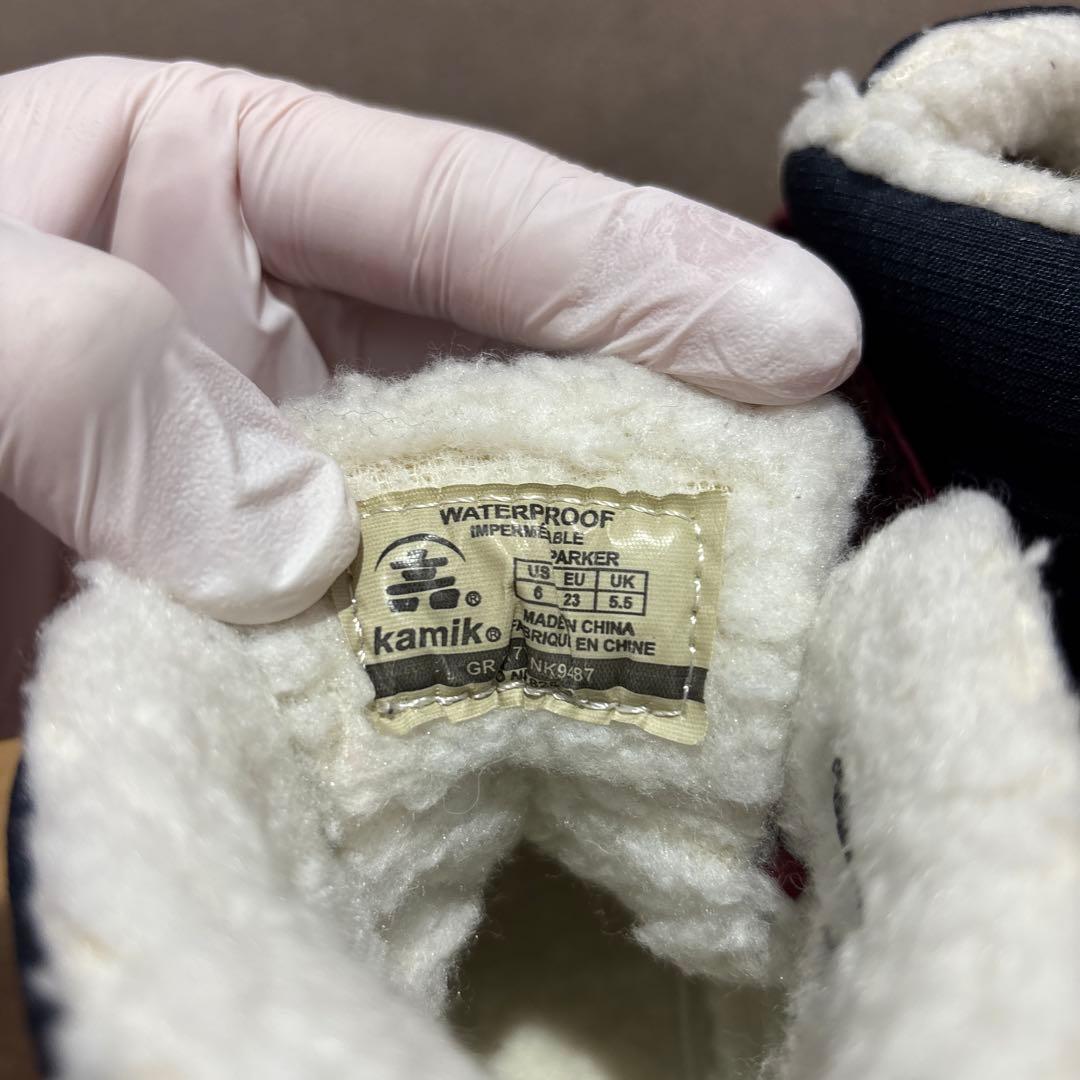 WATERPROOF
IMPERMÉABLE
PARKER
US EU UK
6 23 5.5
MADE IN CHINA
FABRIQUÉ EN CHINE
kamik®
NK9487